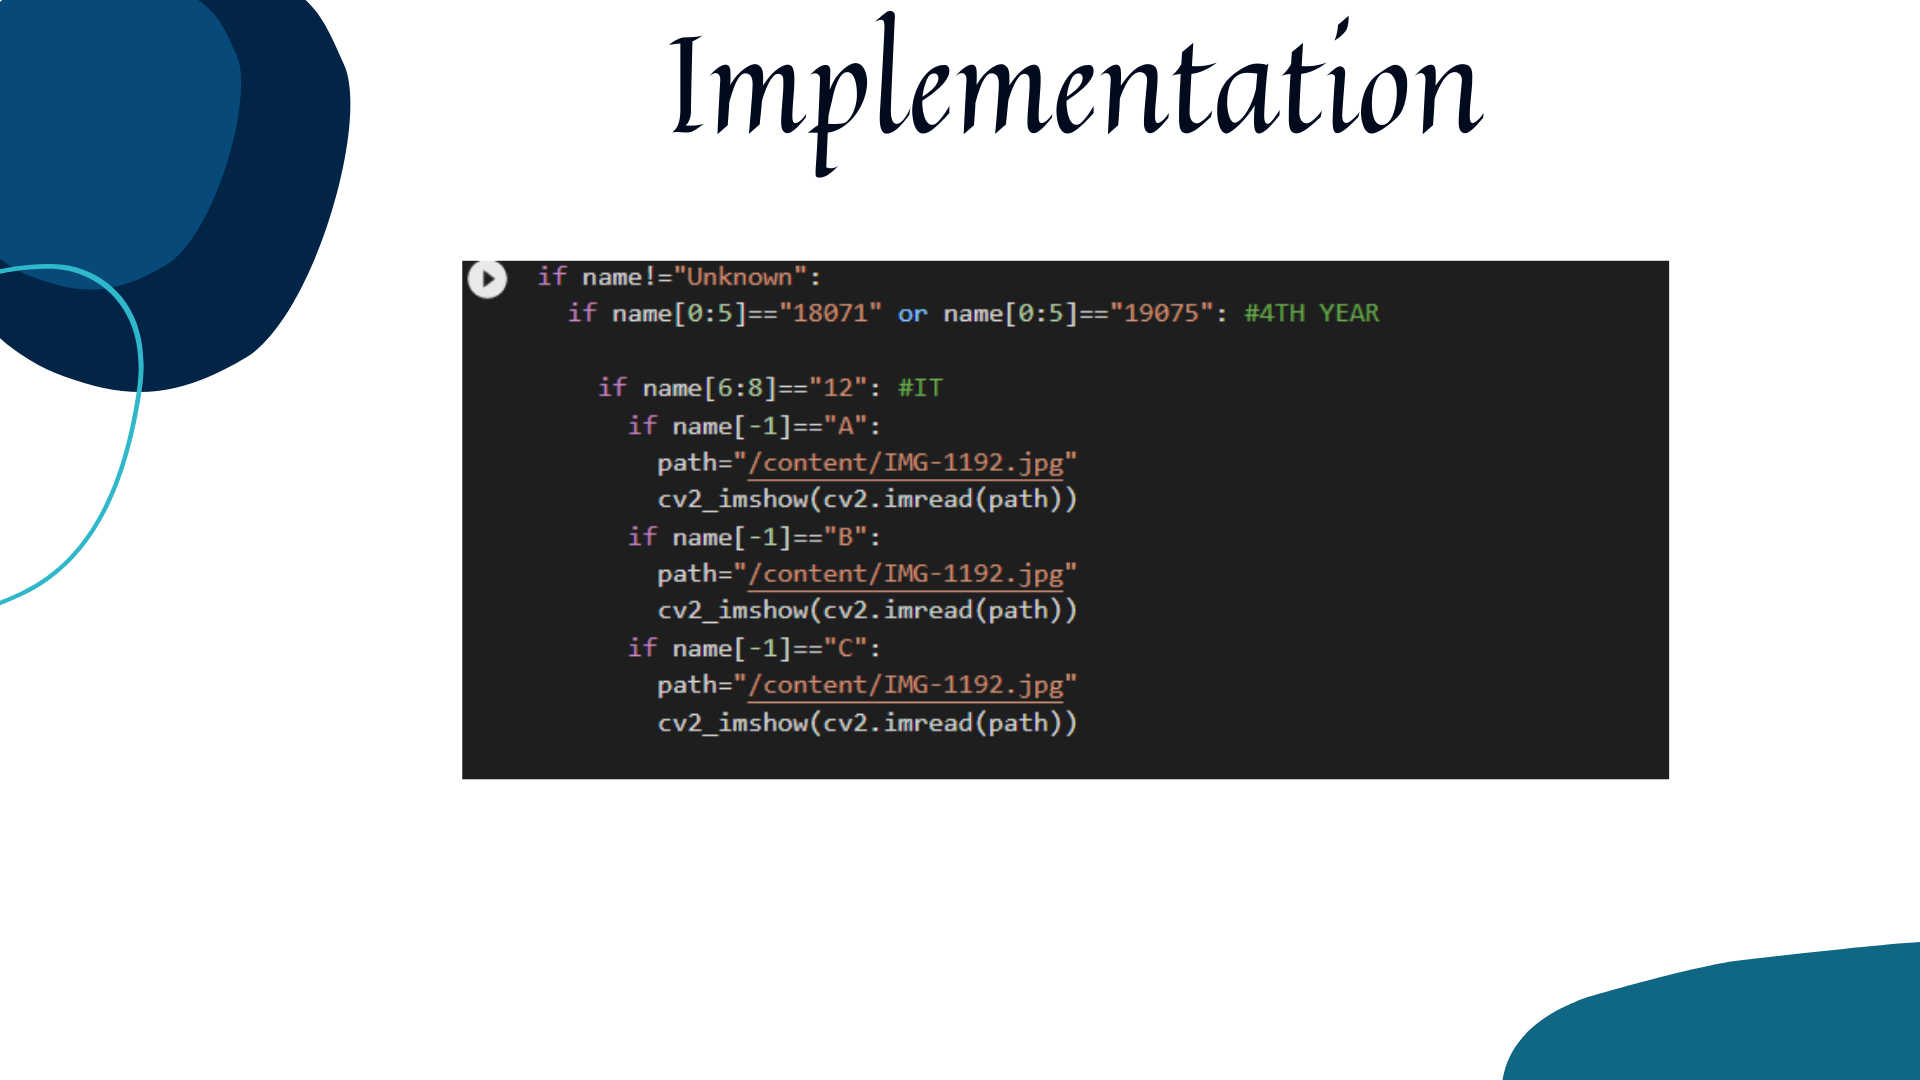 Implementation
if name!="Unknown":
  if name[0:5]=="18071" or name[0:5]=="19075": #4TH YEAR
    if name[6:8]=="12": #IT
      if name[-1]=="A":
        path="/content/IMG-1192.jpg"
        cv2_imshow(cv2.imread(path))
      if name[-1]=="B":
        path="/content/IMG-1192.jpg"
        cv2_imshow(cv2.imread(path))
      if name[-1]=="C":
        path="/content/IMG-1192.jpg"
        cv2_imshow(cv2.imread(path))